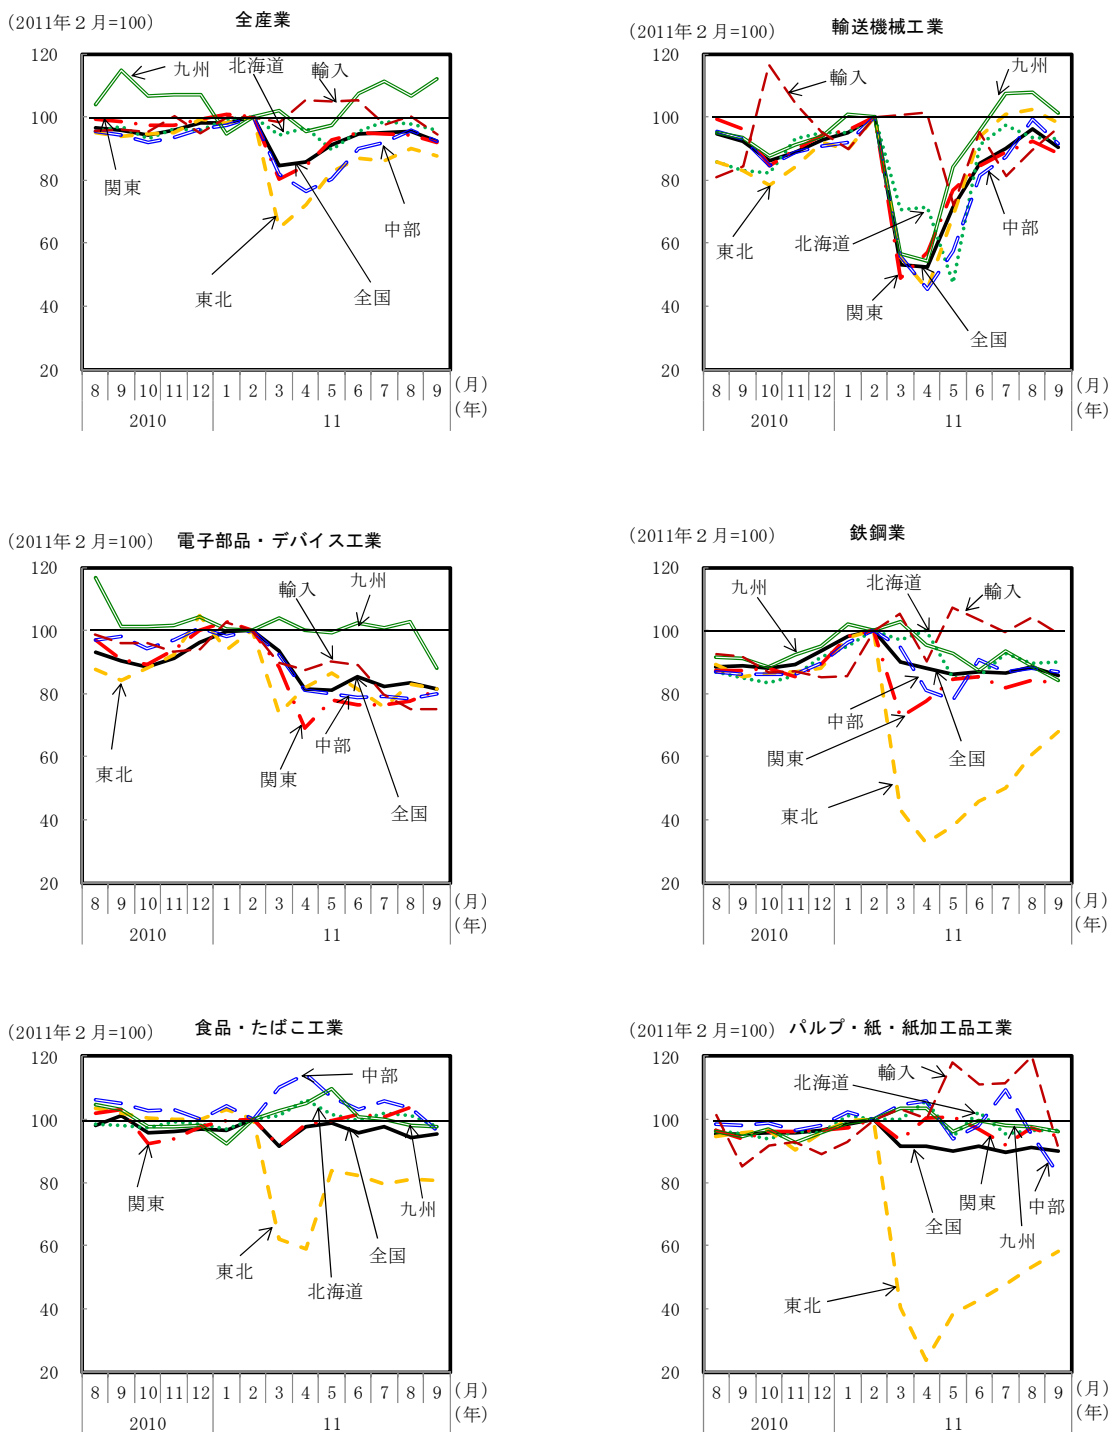 (2011年２月=100) 全産業
120
100
80
60
40
20
九州
北海道
輸入
関東
中部
東北
全国
8 9 10 11 12 1 2 3 4 5 6 7 8 9 (月)
2010 11 (年)
(2011年２月=100) 輸送機械工業
120
100
80
60
40
20
輸入
九州
東北
北海道
中部
関東
全国
8 9 10 11 12 1 2 3 4 5 6 7 8 9 (月)
2010 11 (年)
(2011年２月=100) 電子部品・デバイス工業
120
100
80
60
40
20
輸入
九州
東北
中部
関東
全国
8 9 10 11 12 1 2 3 4 5 6 7 8 9 (月)
2010 11 (年)
(2011年２月=100) 鉄鋼業
120
100
80
60
40
20
九州
北海道
輸入
中部
関東
全国
東北
8 9 10 11 12 1 2 3 4 5 6 7 8 9 (月)
2010 11 (年)
(2011年２月=100) 食品・たばこ工業
120
100
80
60
40
20
中部
関東
九州
全国
東北
北海道
8 9 10 11 12 1 2 3 4 5 6 7 8 9 (月)
2010 11 (年)
(2011年２月=100) パルプ・紙・紙加工品工業
120
100
80
60
40
20
輸入
北海道
関東
中部
全国
九州
東北
8 9 10 11 12 1 2 3 4 5 6 7 8 9 (月)
2010 11 (年)